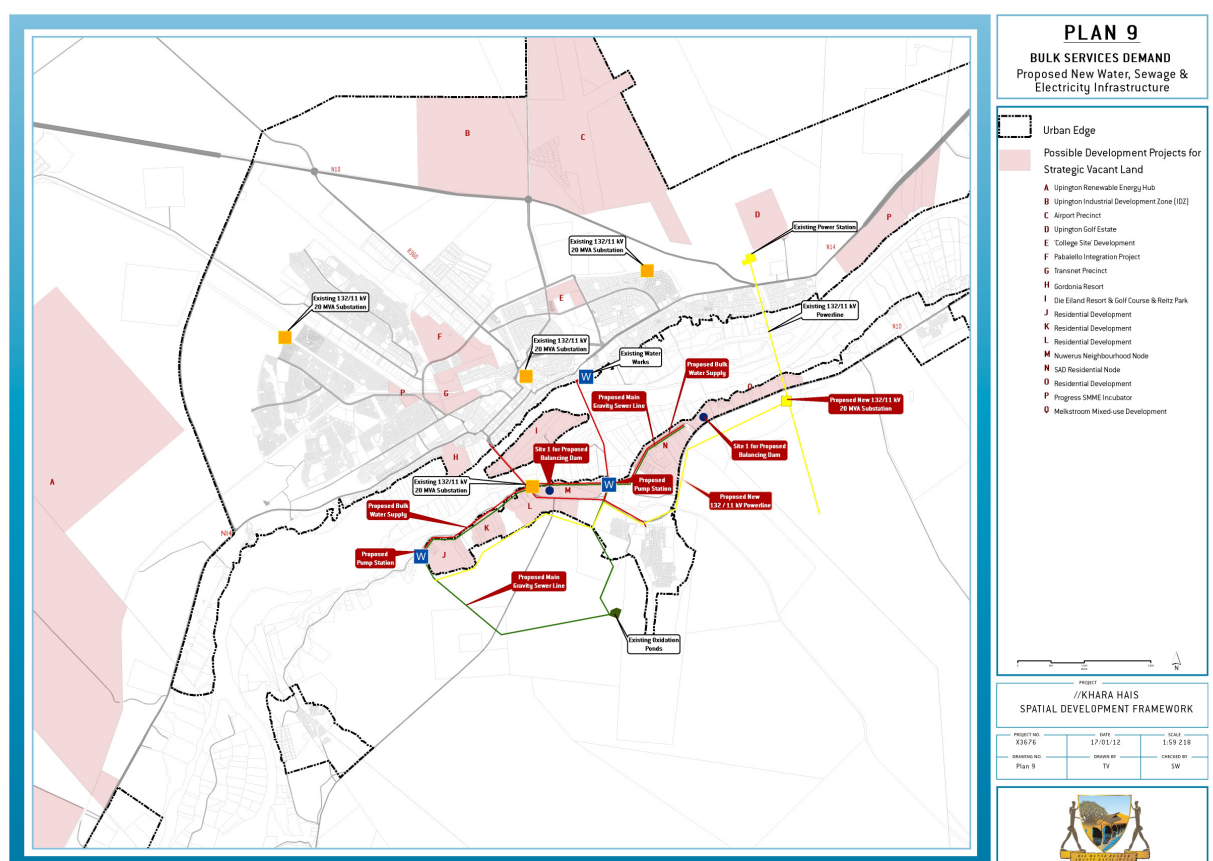 PLAN 9
BULK SERVICES DEMAND
Proposed New Water, Sewage &
Electricity Infrastructure
Urban Edge
Possible Development Projects for
Strategic Vacant Land
A Upington Renewable Energy Hub
B Upington Industrial Development Zone (IDZ)
C Airport Precinct
D Upington Golf Estate
E 'College Site' Development
F Pabalello Integration Project
G Transnet Precinct
H Gordonia Resort
I Die Eiland Resort & Golf Course & Reitz Park
J Residential Development
K Residential Development
L Residential Development
M Nuwerus Neighbourhood Node
N SAD Residential Node
O Residential Development
P Progress SMME Incubator
Q Melkstroom Mixed-use Development
N
PROJECT
//KHARA HAIS
SPATIAL DEVELOPMENT FRAMEWORK
PROJECT NO.
X3676
DATE
17/01/12
SCALE
1:59 218
DRAWING NO.
Plan 9
DRAWN BY
TV
CHECKED BY
SW
B
C
N10
D
P
Existing Power Station
N14
R360
Existing 132/11 kV
20 MVA Substation
Existing 132/11 kV
20 MVA Substation
E
Existing 132/11 kV
Powerline
N10
F
Existing 132/11 kV
20 MVA Substation
Existing Water
Works
W
Proposed Bulk
Water Supply
P
G
Q
Proposed Main
Gravity Sewer Line
Proposed New 132/11 kV
20 MVA Substation
I
N
Site 1 for Proposed
Balancing Dam
Site 1 for Proposed
Balancing Dam
H
Existing 132/11 kV
20 MVA Substation
A
M
W
Proposed
Pump Station
Proposed New
132 / 11 kV Powerline
Proposed Bulk
Water Supply
L
K
J
W
Proposed
Pump Station
Proposed Main
Gravity Sewer Line
Existing Oxidation
Ponds